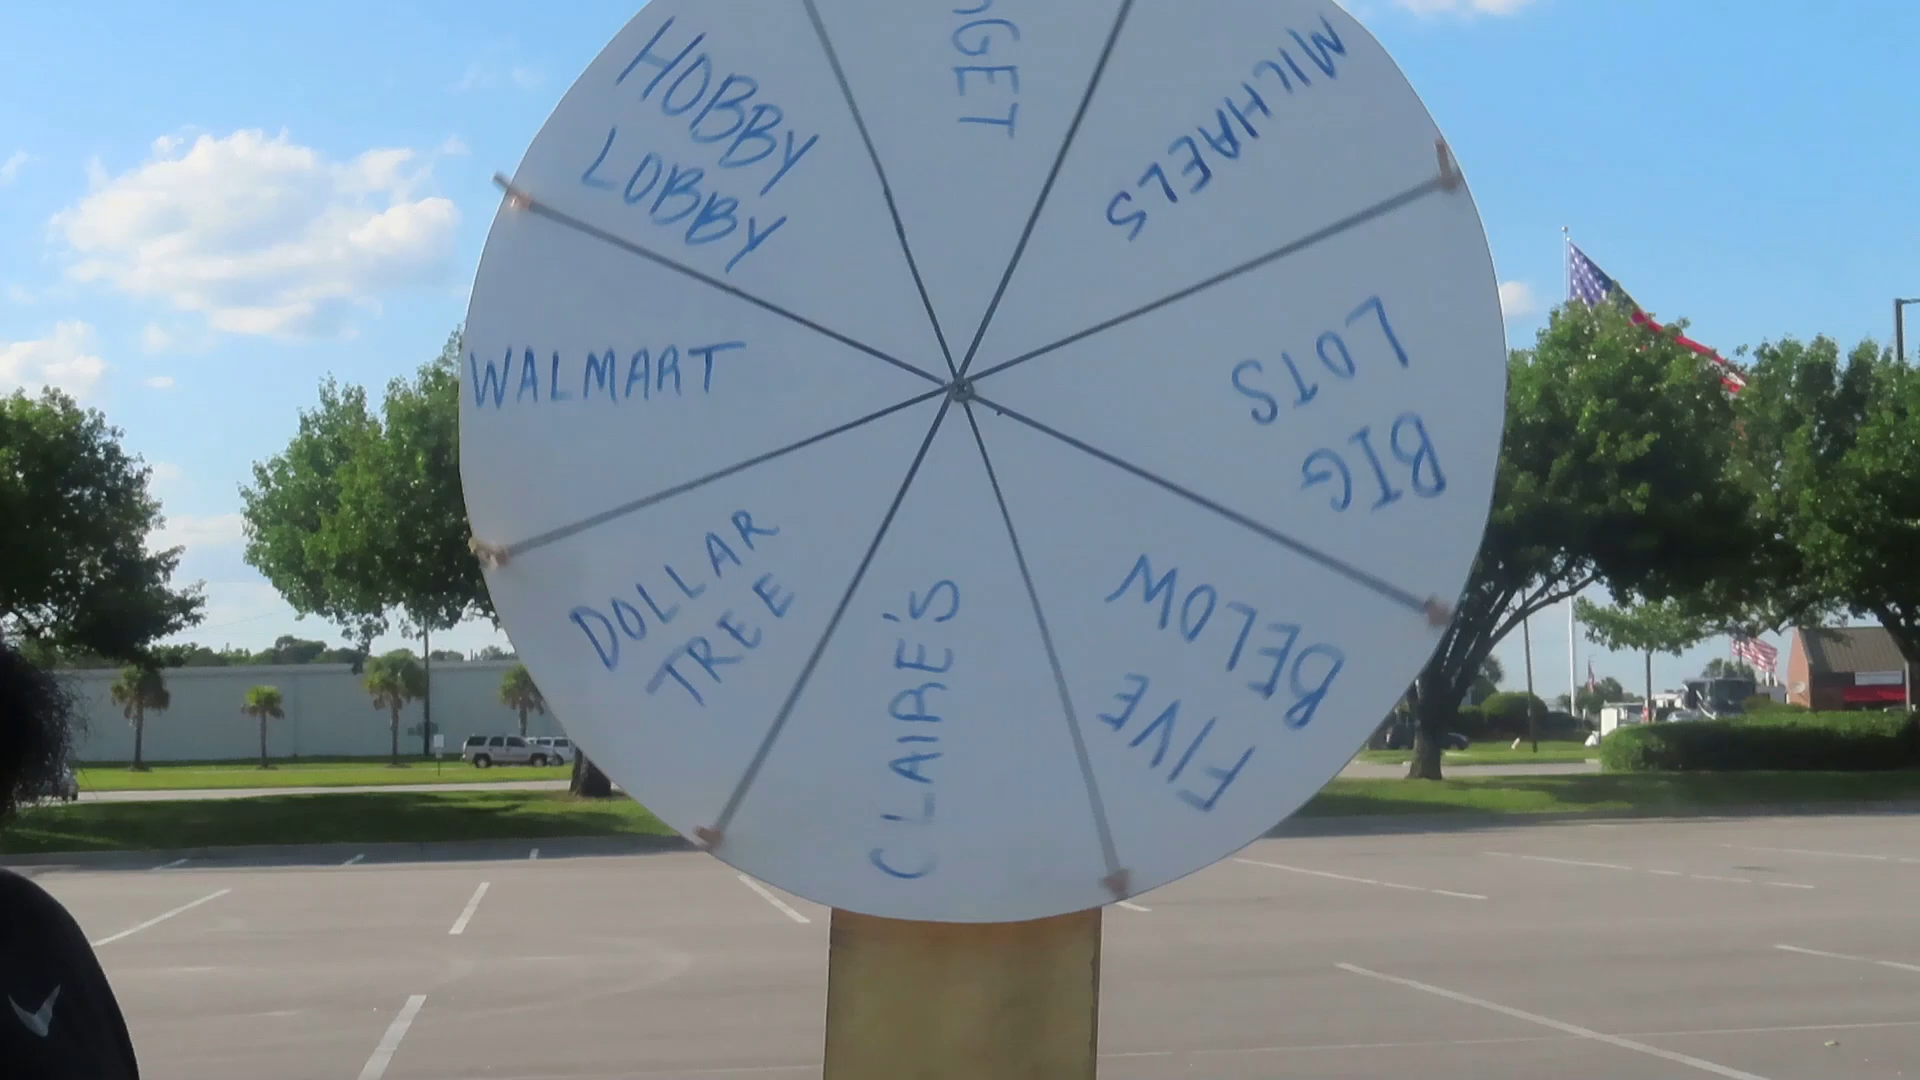 HOBBY
LOBBY
GET
MICHAELS
WALMART
BIG
LOTS
DOLLAR
TREE
CLAIRE'S
FIVE
BELOW